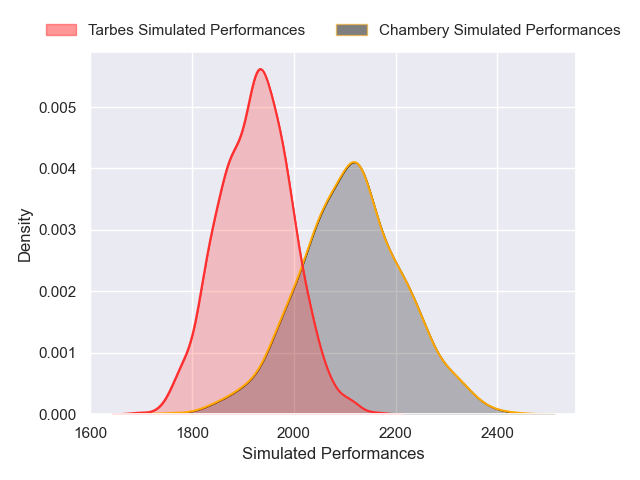 Tarbes Simulated Performances Chambery Simulated Performances
0.005
0.004
0.003
0.002
0.001
0.000
Density
1600 1800 2000 2200 2400
Simulated Performances